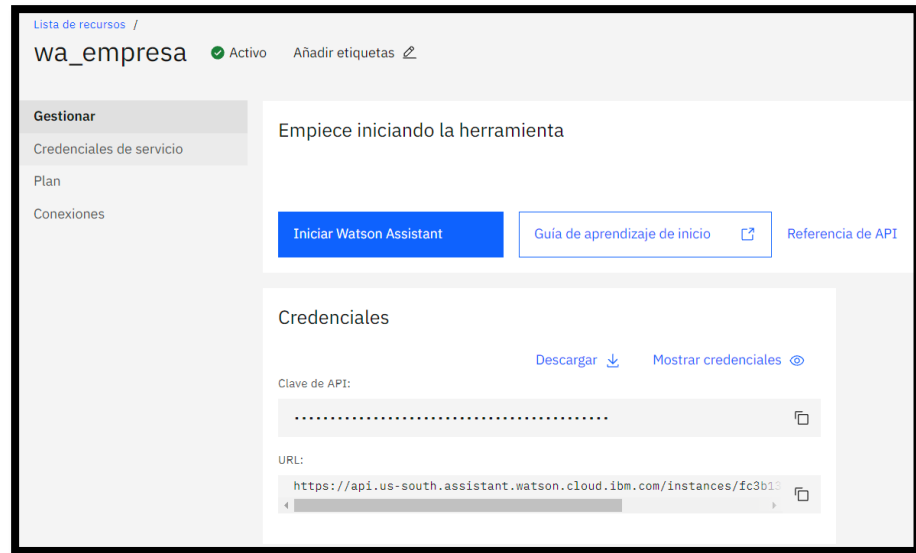 Lista de recursos /
wa_empresa Activo Añadir etiquetas
Gestionar
Credenciales de servicio
Plan
Conexiones
Empiece iniciando la herramienta
Iniciar Watson Assistant Guía de aprendizaje de inicio Referencia de API
Credenciales
Descargar Mostrar credenciales
Clave de API:
URL:
https://api.us-south.assistant.watson.cloud.ibm.com/instances/fc3b13